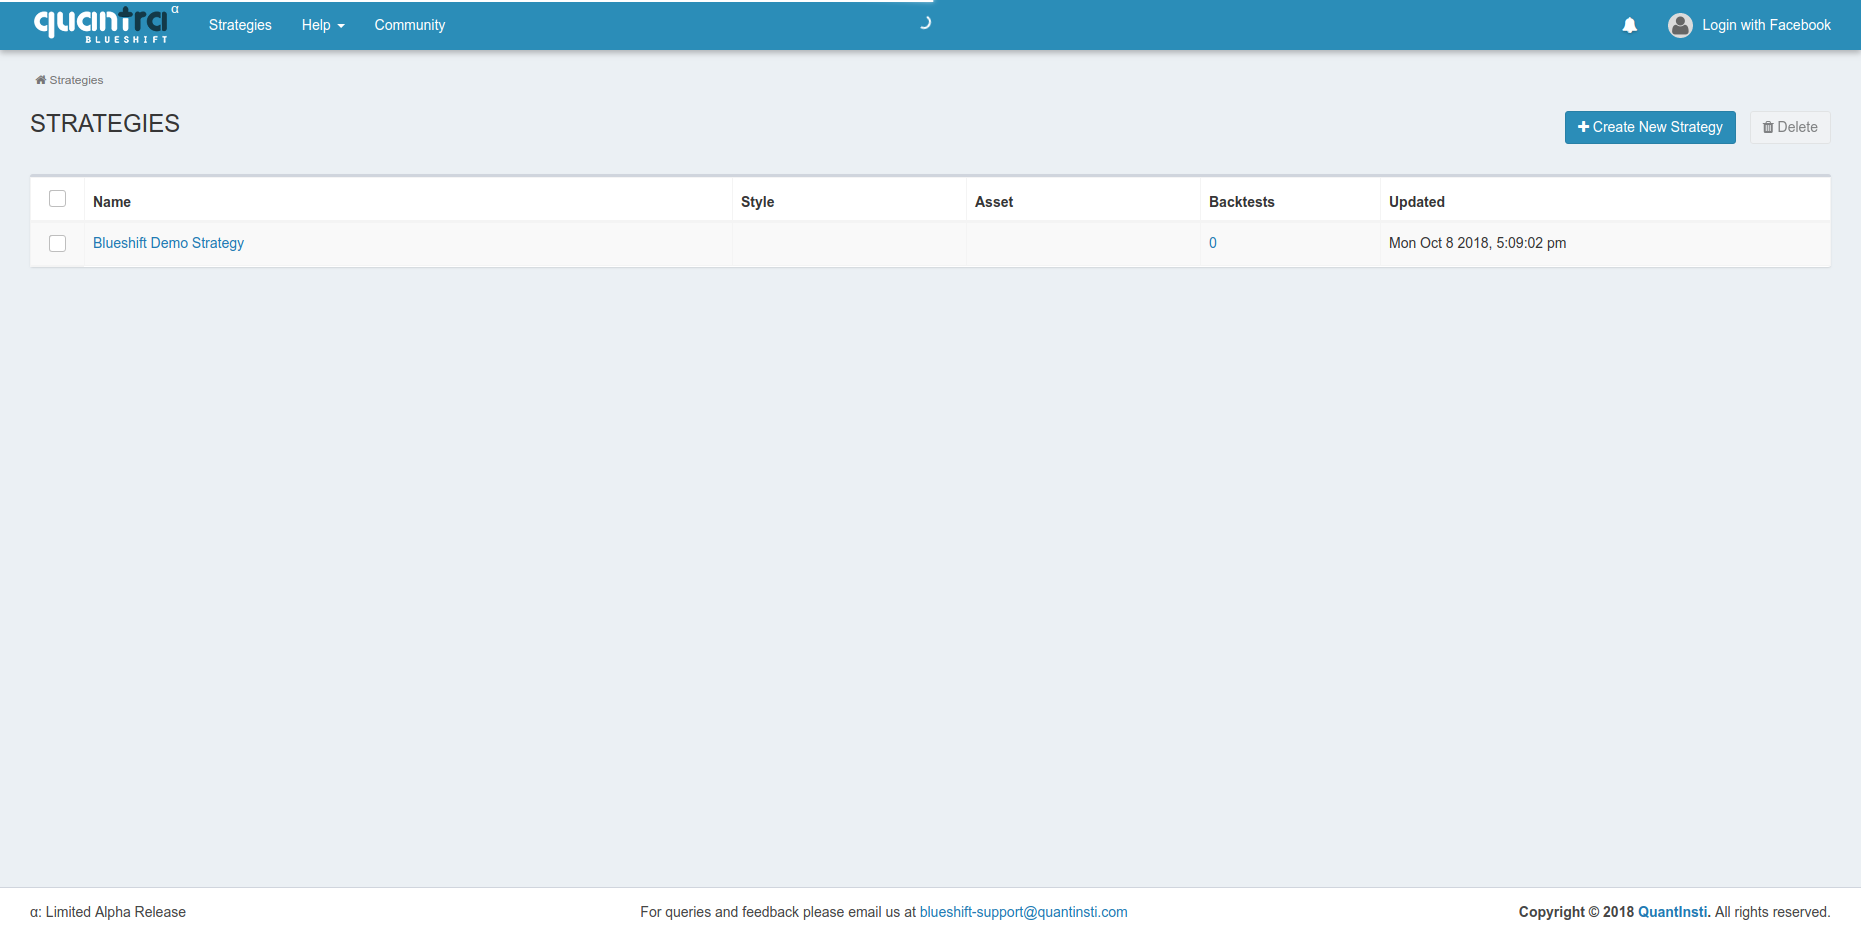 quantra α
BLUESHIFT
Strategies Help Community Login with Facebook
Strategies
STRATEGIES
Create New Strategy Delete
Name Style Asset Backtests Updated
Blueshift Demo Strategy 0 Mon Oct 8 2018, 5:09:02 pm
α: Limited Alpha Release For queries and feedback please email us at blueshift-support@quantinsti.com Copyright © 2018 QuantInsti. All rights reserved.